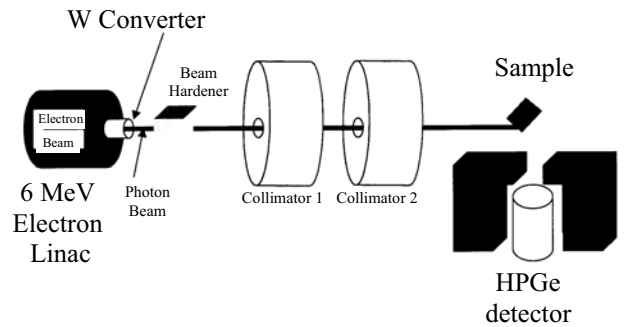 W Converter
Beam
Hardener
Sample
Electron
Beam
6 MeV
Electron
Linac
Photon
Beam
Collimator 1
Collimator 2
HPGe
detector